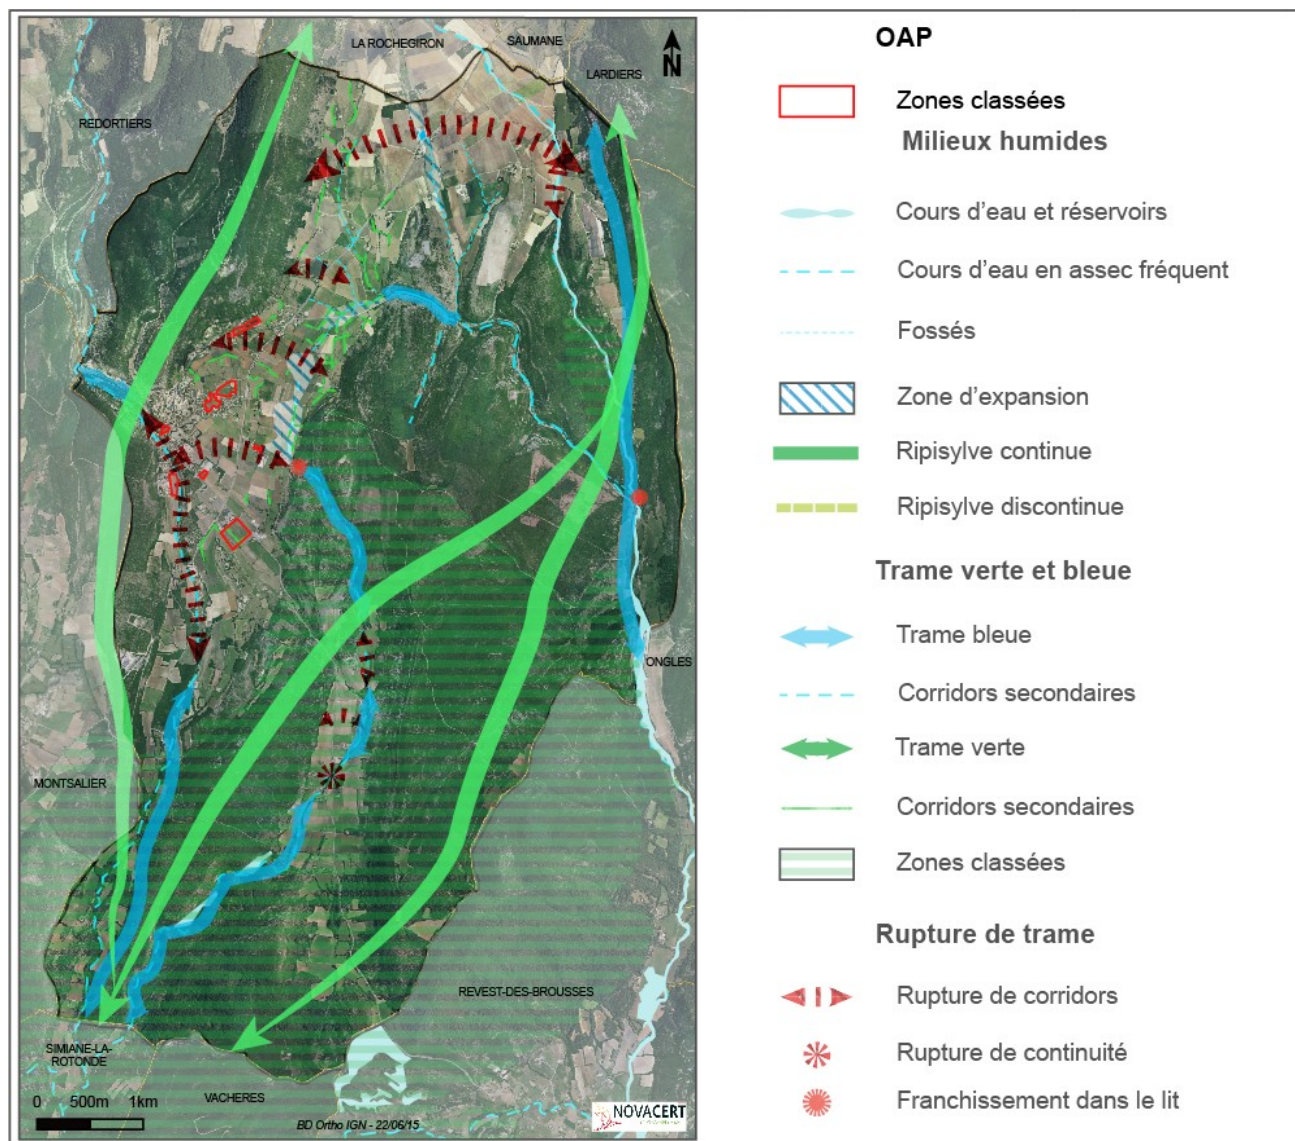 LA ROCHEGIRON
SAUMANE
N
LARDIERS
REDORTIERS
ONGLES
MONTSALIER
REVEST-DES-BROUSSES
SIMIANE-LA-
ROTONDE
VACHERES
0 500m 1km
BD Ortho IGN - 22/06/15
NOVACERT
OAP
Zones classées
Milieux humides
Cours d'eau et réservoirs
Cours d'eau en assec fréquent
Fossés
Zone d'expansion
Ripisylve continue
Ripisylve discontinue
Trame verte et bleue
Trame bleue
Corridors secondaires
Trame verte
Corridors secondaires
Zones classées
Rupture de trame
Rupture de corridors
Rupture de continuité
Franchissement dans le lit